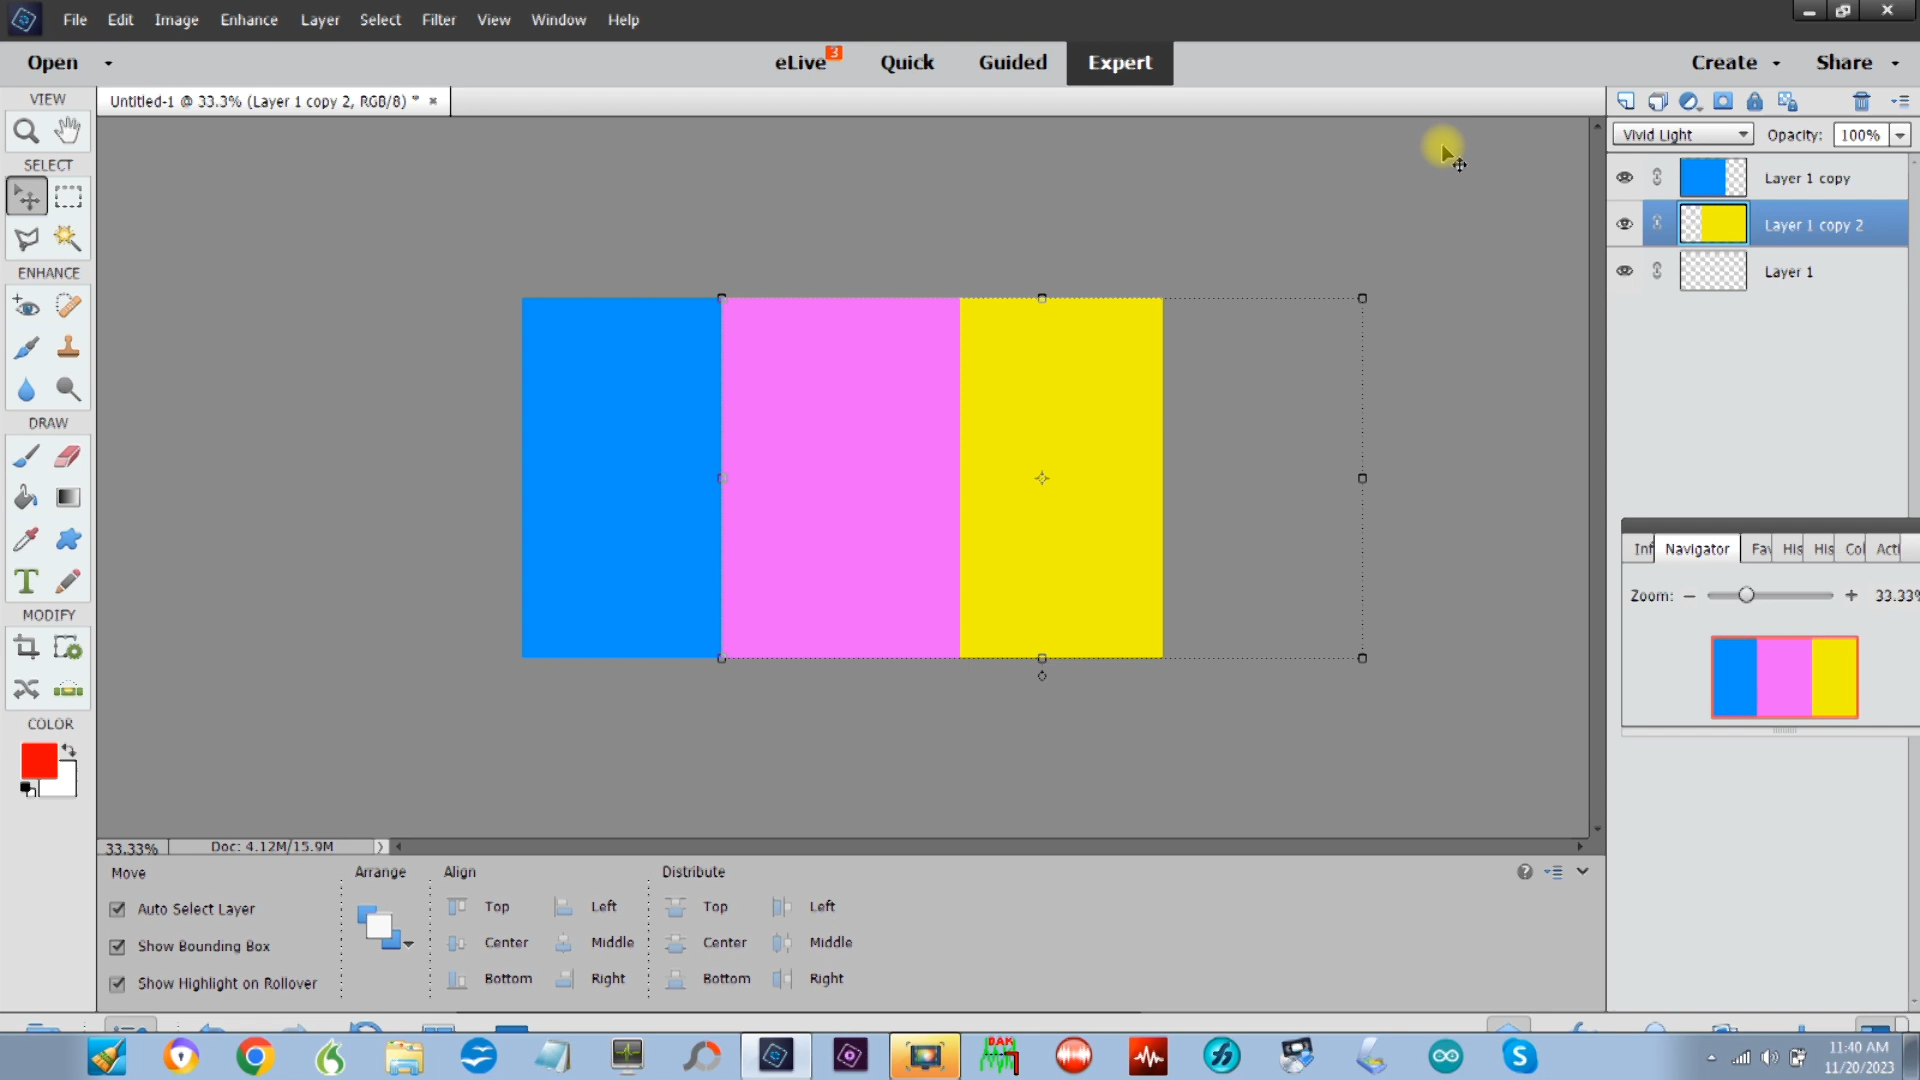 File Edit Image Enhance Layer Select Filter View Window Help
Open eLive 3 Quick Guided Expert Create Share
VIEW
Untitled-1 @ 33.3% (Layer 1 copy 2, RGB/8) * ×
Vivid Light Opacity: 100%
SELECT
Layer 1 copy
Layer 1 copy 2
ENHANCE
Layer 1
DRAW
Inf Navigator Fav His His Col Acti
T
Zoom: 33.33%
MODIFY
COLOR
33.33% Doc: 4.12M/15.9M
Move Arrange Align Distribute
Auto Select Layer Top Left Top Left
Show Bounding Box Center Middle Center Middle
Show Highlight on Rollover Bottom Right Bottom Right
DAK
S
11:40 AM
11/20/2023